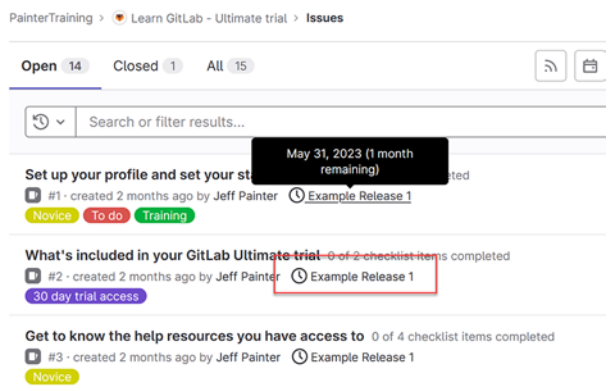 PainterTraining > Learn GitLab - Ultimate trial > Issues
Open 14 Closed 1 All 15
Search or filter results...
May 31, 2023 (1 month
remaining)
Set up your profile and set your sta eted
#1 · created 2 months ago by Jeff Painter Example Release 1
Novice To do Training
What's included in your GitLab Ultimate trial 0 of 2 checklist items completed
#2 · created 2 months ago by Jeff Painter Example Release 1
30 day trial access
Get to know the help resources you have access to 0 of 4 checklist items completed
#3 · created 2 months ago by Jeff Painter Example Release 1
Novice